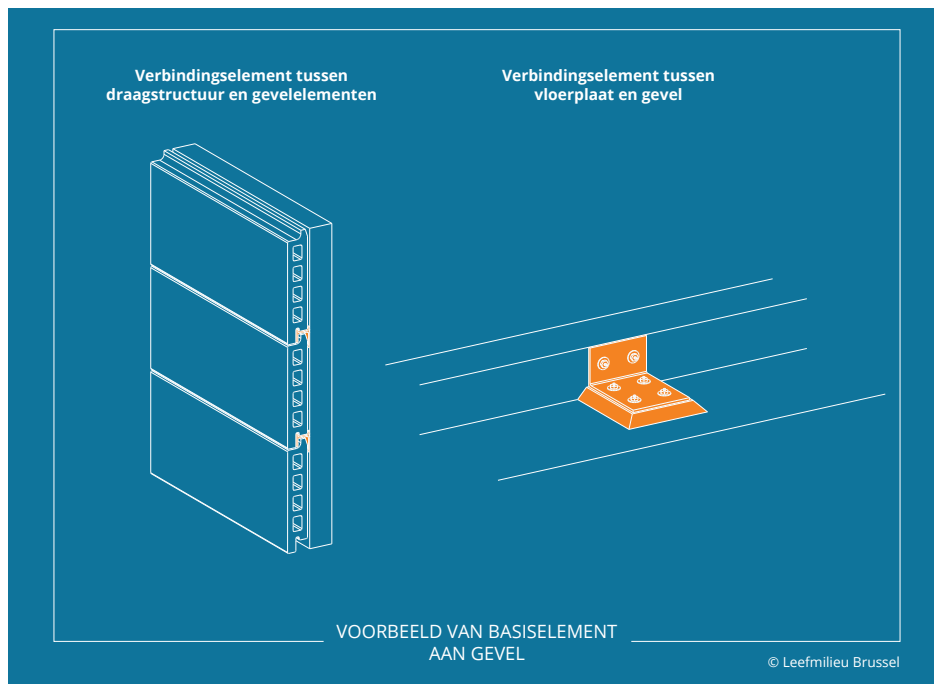 Verbindingselement tussen
draagstructuur en gevelelementen
Verbindingselement tussen
vloerplaat en gevel
VOORBEELD VAN BASISELEMENT
AAN GEVEL
© Leefmilieu Brussel